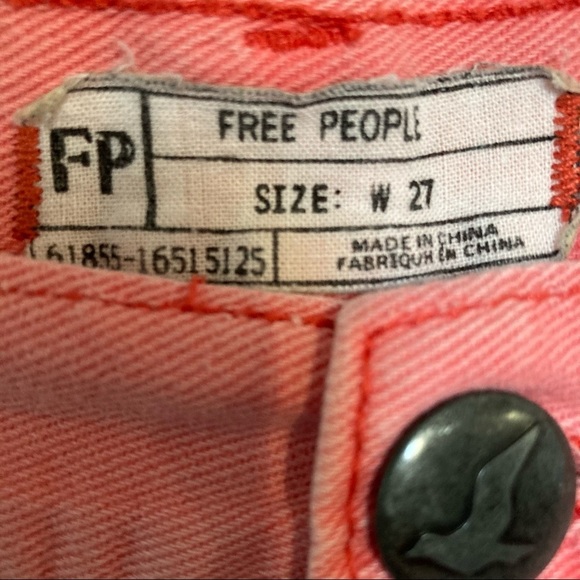 FP
FREE PEOPLE
SIZE: W 27
61855-16515125
MADE IN CHINA
FABRIQUÉ EN CHINA